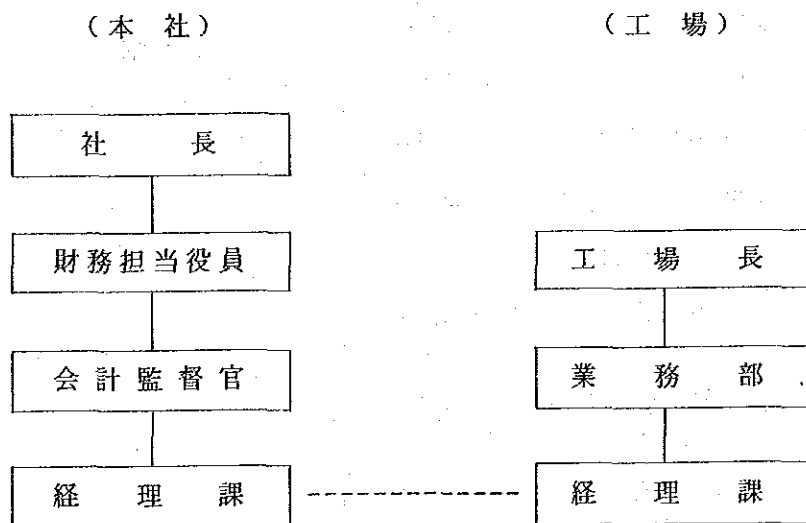 (本社)
(工場)
社長
財務担当役員
工場長
会計監督官
業務部
経理課
経理課